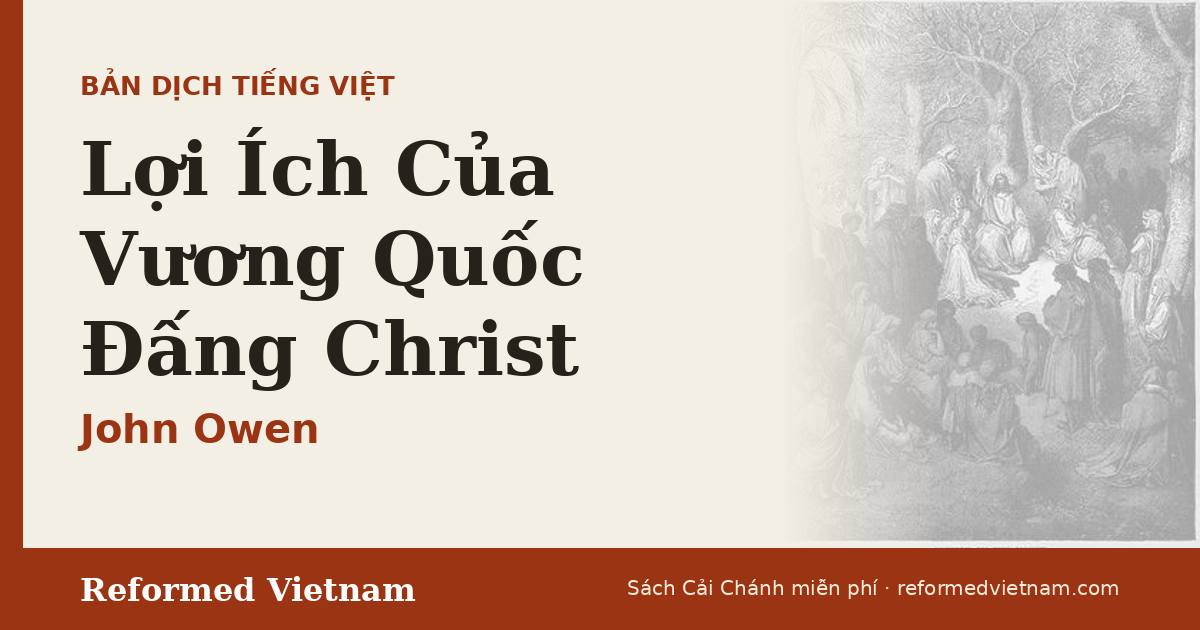 BẢN DỊCH TIẾNG VIỆT
Lợi Ích Của
Vương Quốc
Đấng Christ
John Owen
Reformed Vietnam
Sách Cải Chánh miễn phí · reformedvietnam.com